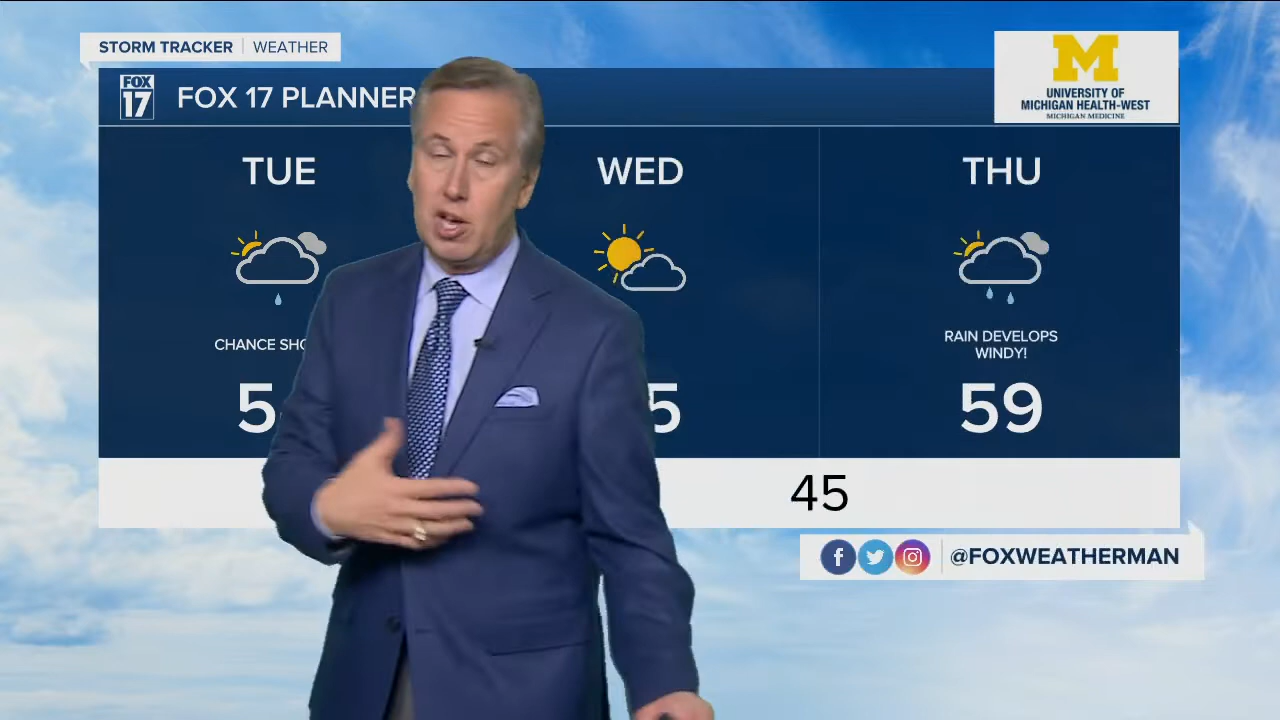 STORM TRACKER WEATHER
FOX
17
FOX 17 PLANNER
M
UNIVERSITY OF
MICHIGAN HEALTH-WEST
MICHIGAN MEDICINE
TUE
WED
THU
CHANCE
RAIN DEVELOPS
WINDY!
59
45
@FOXWEATHERMAN